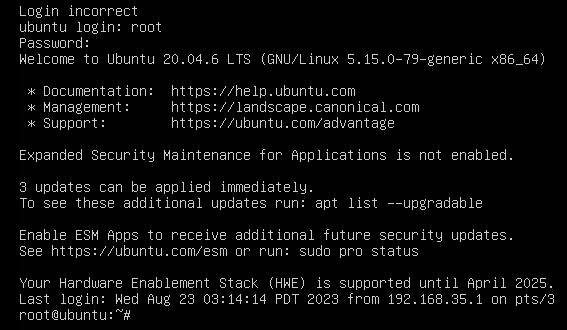 Login incorrect
ubuntu login: root
Password:
Welcome to Ubuntu 20.04.6 LTS (GNU/Linux 5.15.0-79-generic x86_64)
* Documentation:  https://help.ubuntu.com
* Management:     https://landscape.canonical.com
* Support:        https://ubuntu.com/advantage
Expanded Security Maintenance for Applications is not enabled.
3 updates can be applied immediately.
To see these additional updates run: apt list --upgradable
Enable ESM Apps to receive additional future security updates.
See https://ubuntu.com/esm or run: sudo pro status
Your Hardware Enablement Stack (HWE) is supported until April 2025.
Last login: Wed Aug 23 03:14:14 PDT 2023 from 192.168.35.1 on pts/3
root@ubuntu:~#